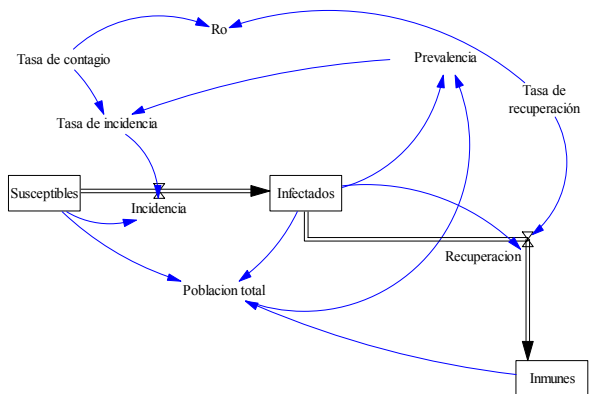 Ro
Tasa de contagio
Prevalencia
Tasa de
recuperación
Tasa de incidencia
Susceptibles
Infectados
Incidencia
Recuperacion
Poblacion total
Inmunes